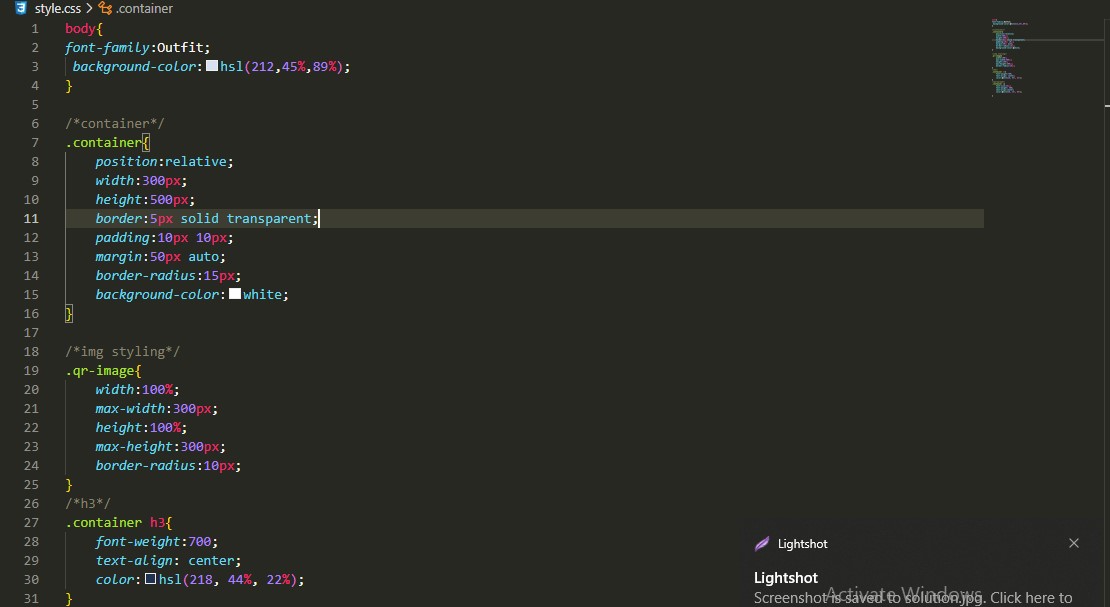 style.css > .container
1 body{
2 font-family:Outfit;
3 background-color: hsl(212,45%,89%);
4 }
5
6 /*container*/
7 .container{
8 position:relative;
9 width:300px;
10 height:500px;
11 border:5px solid transparent;
12 padding:10px 10px;
13 margin:50px auto;
14 border-radius:15px;
15 background-color: white;
16 }
17
18 /*img styling*/
19 .qr-image{
20 width:100%;
21 max-width:300px;
22 height:100%;
23 max-height:300px;
24 border-radius:10px;
25 }
26 /*h3*/
27 .container h3{
28 font-weight:700;
29 text-align: center;
30 color: hsl(218, 44%, 22%);
31 }
Lightshot
Lightshot
Activate Windows
Screenshot is saved to solution.jpg. Click here to